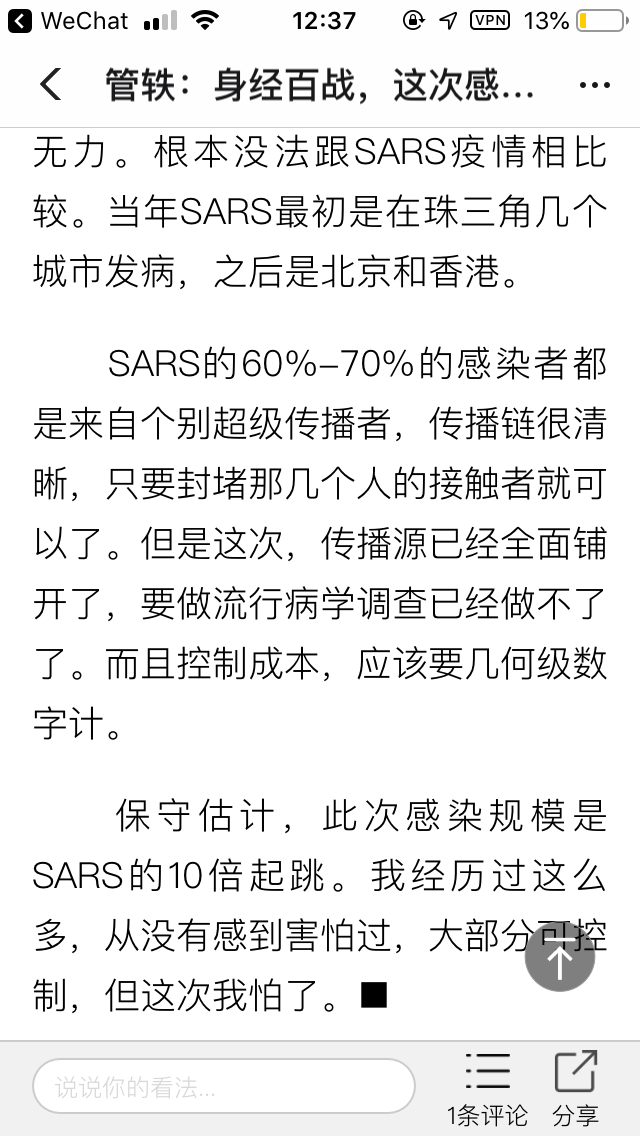 WeChat 12:37 VPN 13%
管轶：身经百战，这次感...
无力。根本没法跟SARS疫情相比
较。当年SARS最初是在珠三角几个
城市发病，之后是北京和香港。
SARS的60%–70%的感染者都
是来自个别超级传播者，传播链很清
晰，只要封堵那几个人的接触者就可
以了。但是这次，传播源已经全面铺
开了，要做流行病学调查已经做不了
了。而且控制成本，应该要几何级数
字计。
保守估计，此次感染规模是
SARS的10倍起跳。我经历过这么
多，从没有感到害怕过，大部分可控
制，但这次我怕了。■
说说你的看法...
1条评论 分享